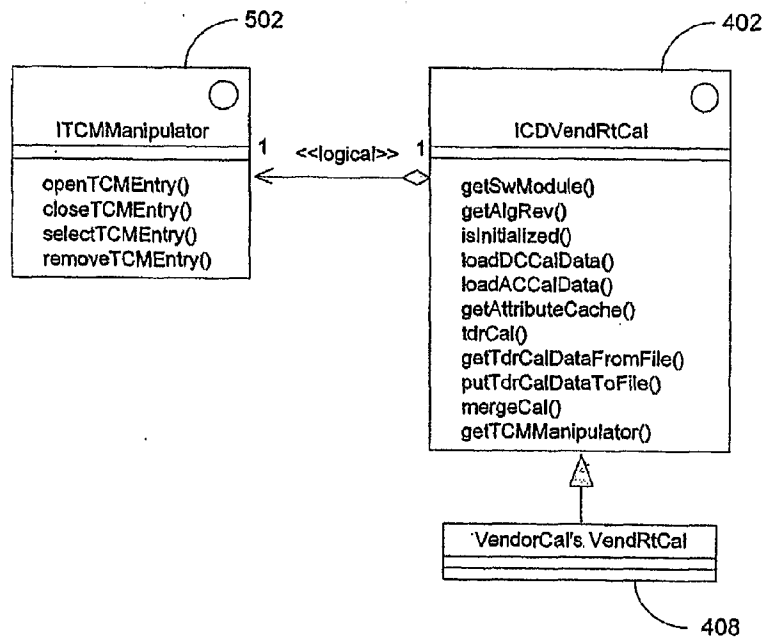 502
402
ITCMManipulator
ICDVendRtCal
1
<<logical>>
1
openTCMEntry()
closeTCMEntry()
selectTCMEntry()
removeTCMEntry()
getSwModule()
getAlgRev()
isInitialized()
loadDCCalData()
loadACCalData()
getAttributeCache()
tdrCal()
getTdrCalDataFromFile()
putTdrCalDataToFile()
mergeCal()
getTCMManipulator()
VendorCal's VendRtCal
408